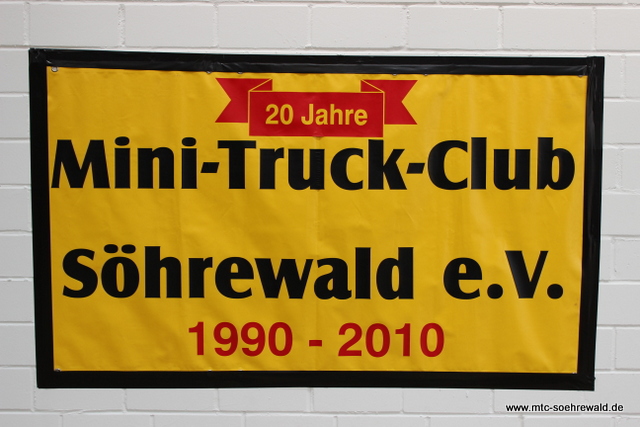 20 Jahre
Mini-Truck-Club
Söhrewald e.V.
1990 - 2010
www.mtc-soehrewald.de